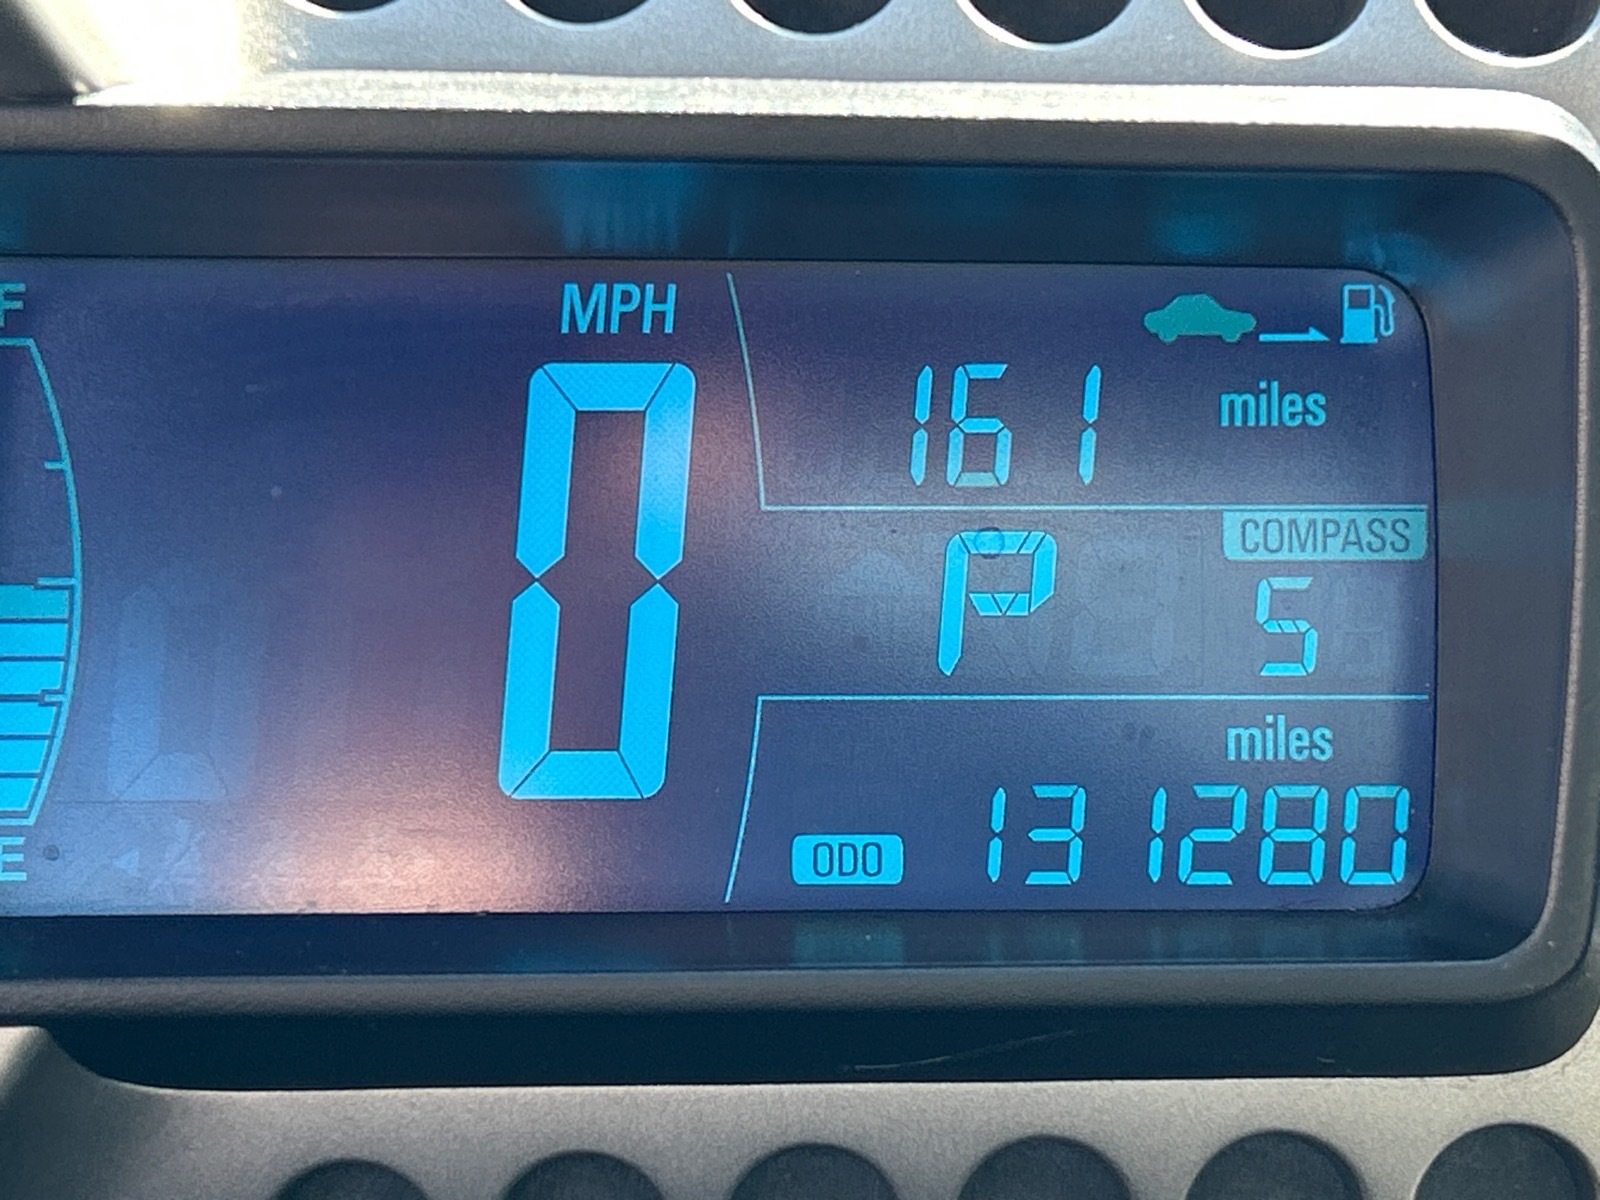 F
MPH
0
161 miles
P
COMPASS
S
E
miles
ODO 131280